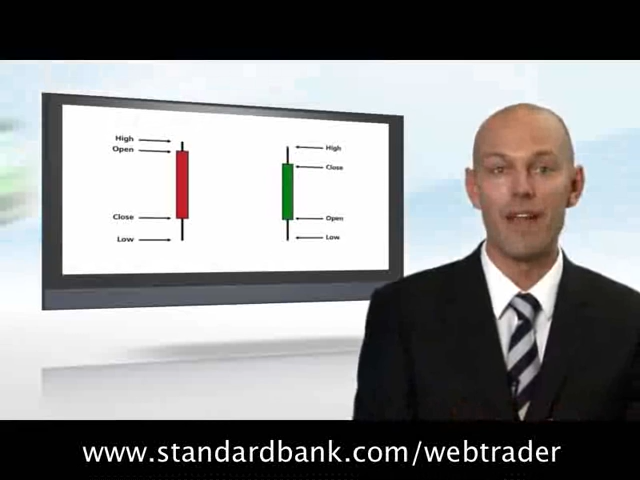 High
Open
Close
Low
High
Close
Open
Low
www.standardbank.com/webtrader